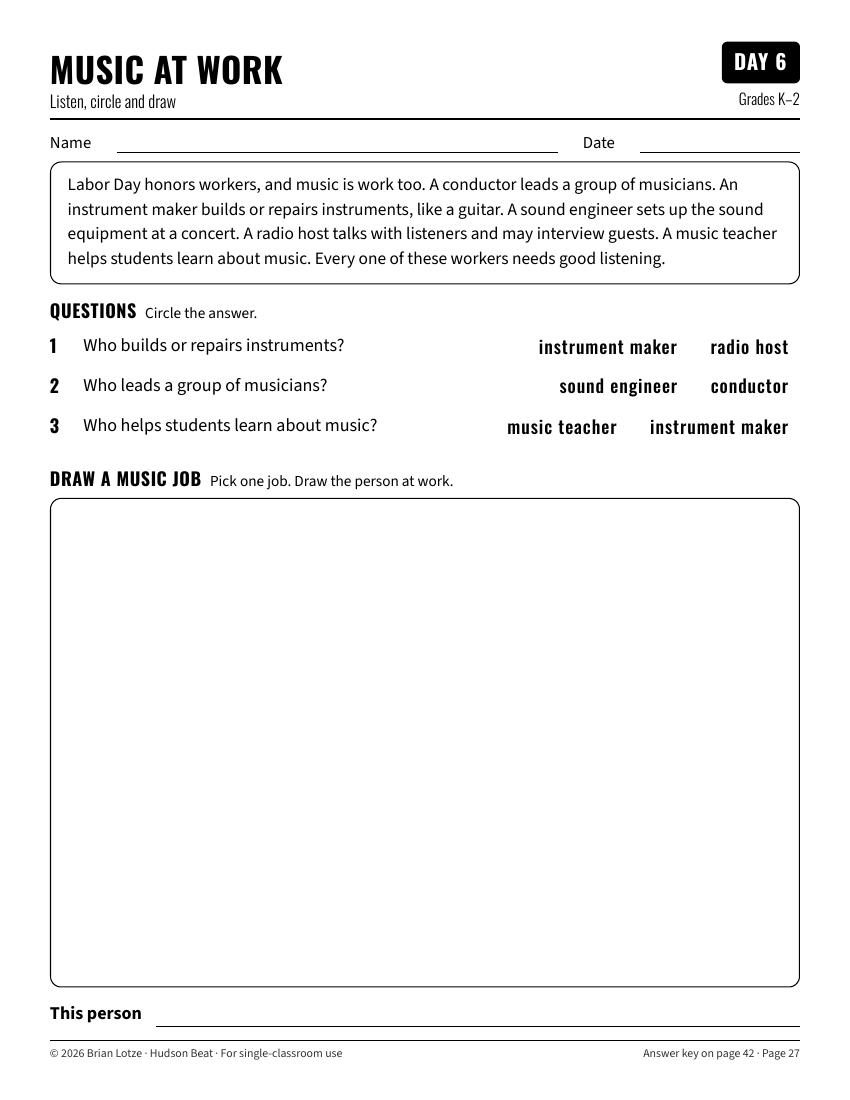 MUSIC AT WORK
DAY 6
Listen, circle and draw
Grades K–2
Name
Date
Labor Day honors workers, and music is work too. A conductor leads a group of musicians. An
instrument maker builds or repairs instruments, like a guitar. A sound engineer sets up the sound
equipment at a concert. A radio host talks with listeners and may interview guests. A music teacher
helps students learn about music. Every one of these workers needs good listening.
QUESTIONS Circle the answer.
1 Who builds or repairs instruments? instrument maker radio host
2 Who leads a group of musicians? sound engineer conductor
3 Who helps students learn about music? music teacher instrument maker
DRAW A MUSIC JOB Pick one job. Draw the person at work.
This person
© 2026 Brian Lotze · Hudson Beat · For single-classroom use
Answer key on page 42 · Page 27